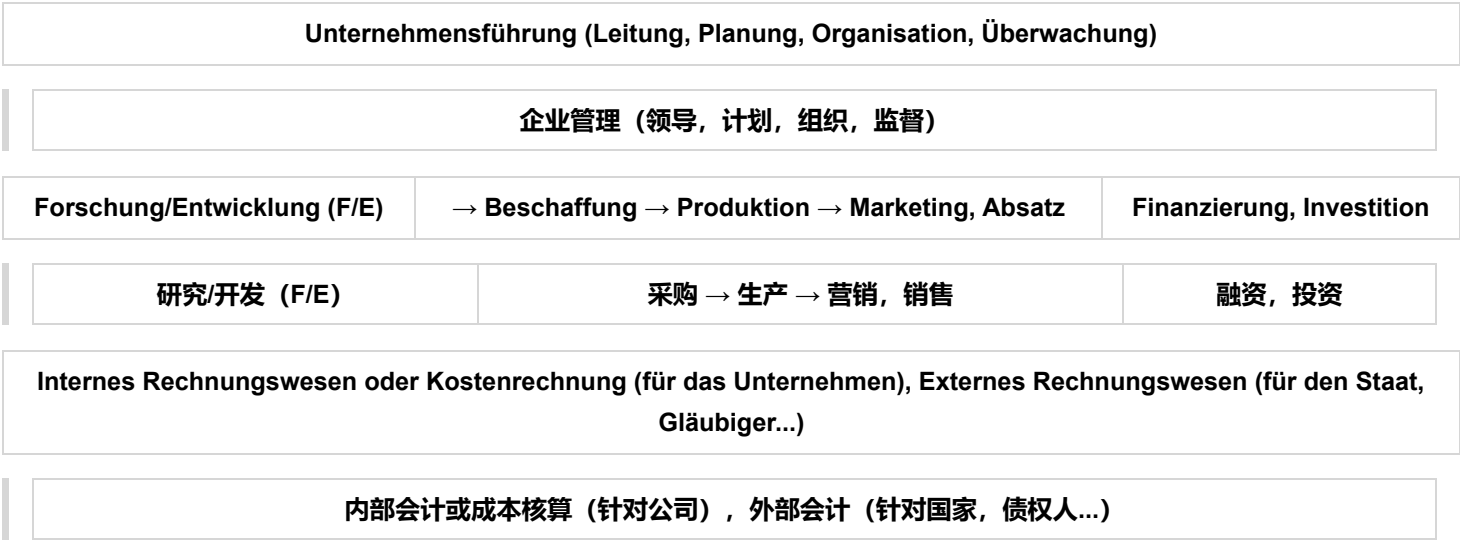 Unternehmensführung (Leitung, Planung, Organisation, Überwachung)
企业管理（领导，计划，组织，监督）
Forschung/Entwicklung (F/E) → Beschaffung → Produktion → Marketing, Absatz Finanzierung, Investition
研究/开发（F/E） 采购 → 生产 → 营销，销售 融资，投资
Internes Rechnungswesen oder Kostenrechnung (für das Unternehmen), Externes Rechnungswesen (für den Staat,
Gläubiger...)
内部会计或成本核算（针对公司），外部会计（针对国家，债权人...）